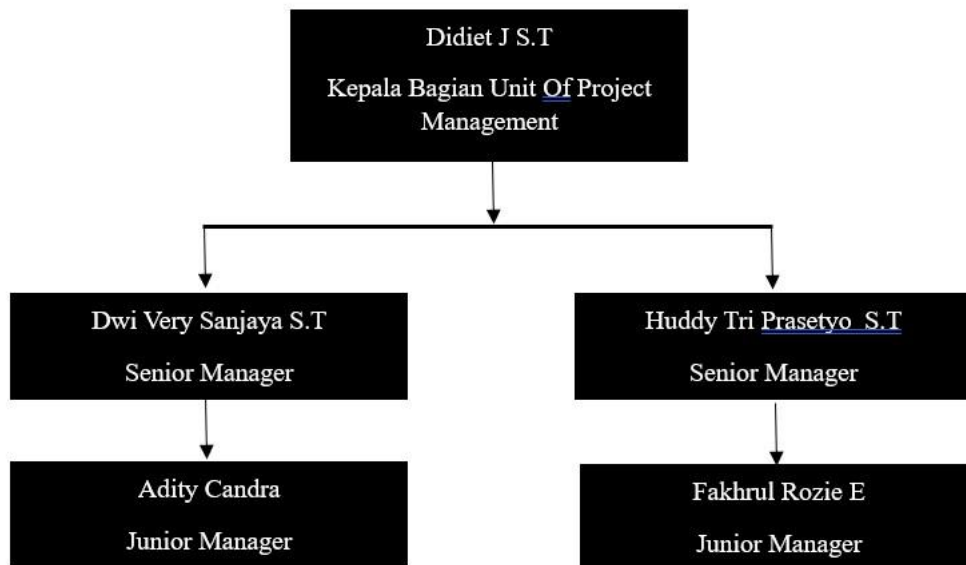 Didiet J S.T
Kepala Bagian Unit Of Project
Management
Dwi Very Sanjaya S.T
Senior Manager
Huddy Tri Prasetyo S.T
Senior Manager
Adity Candra
Junior Manager
Fakhrul Rozie E
Junior Manager